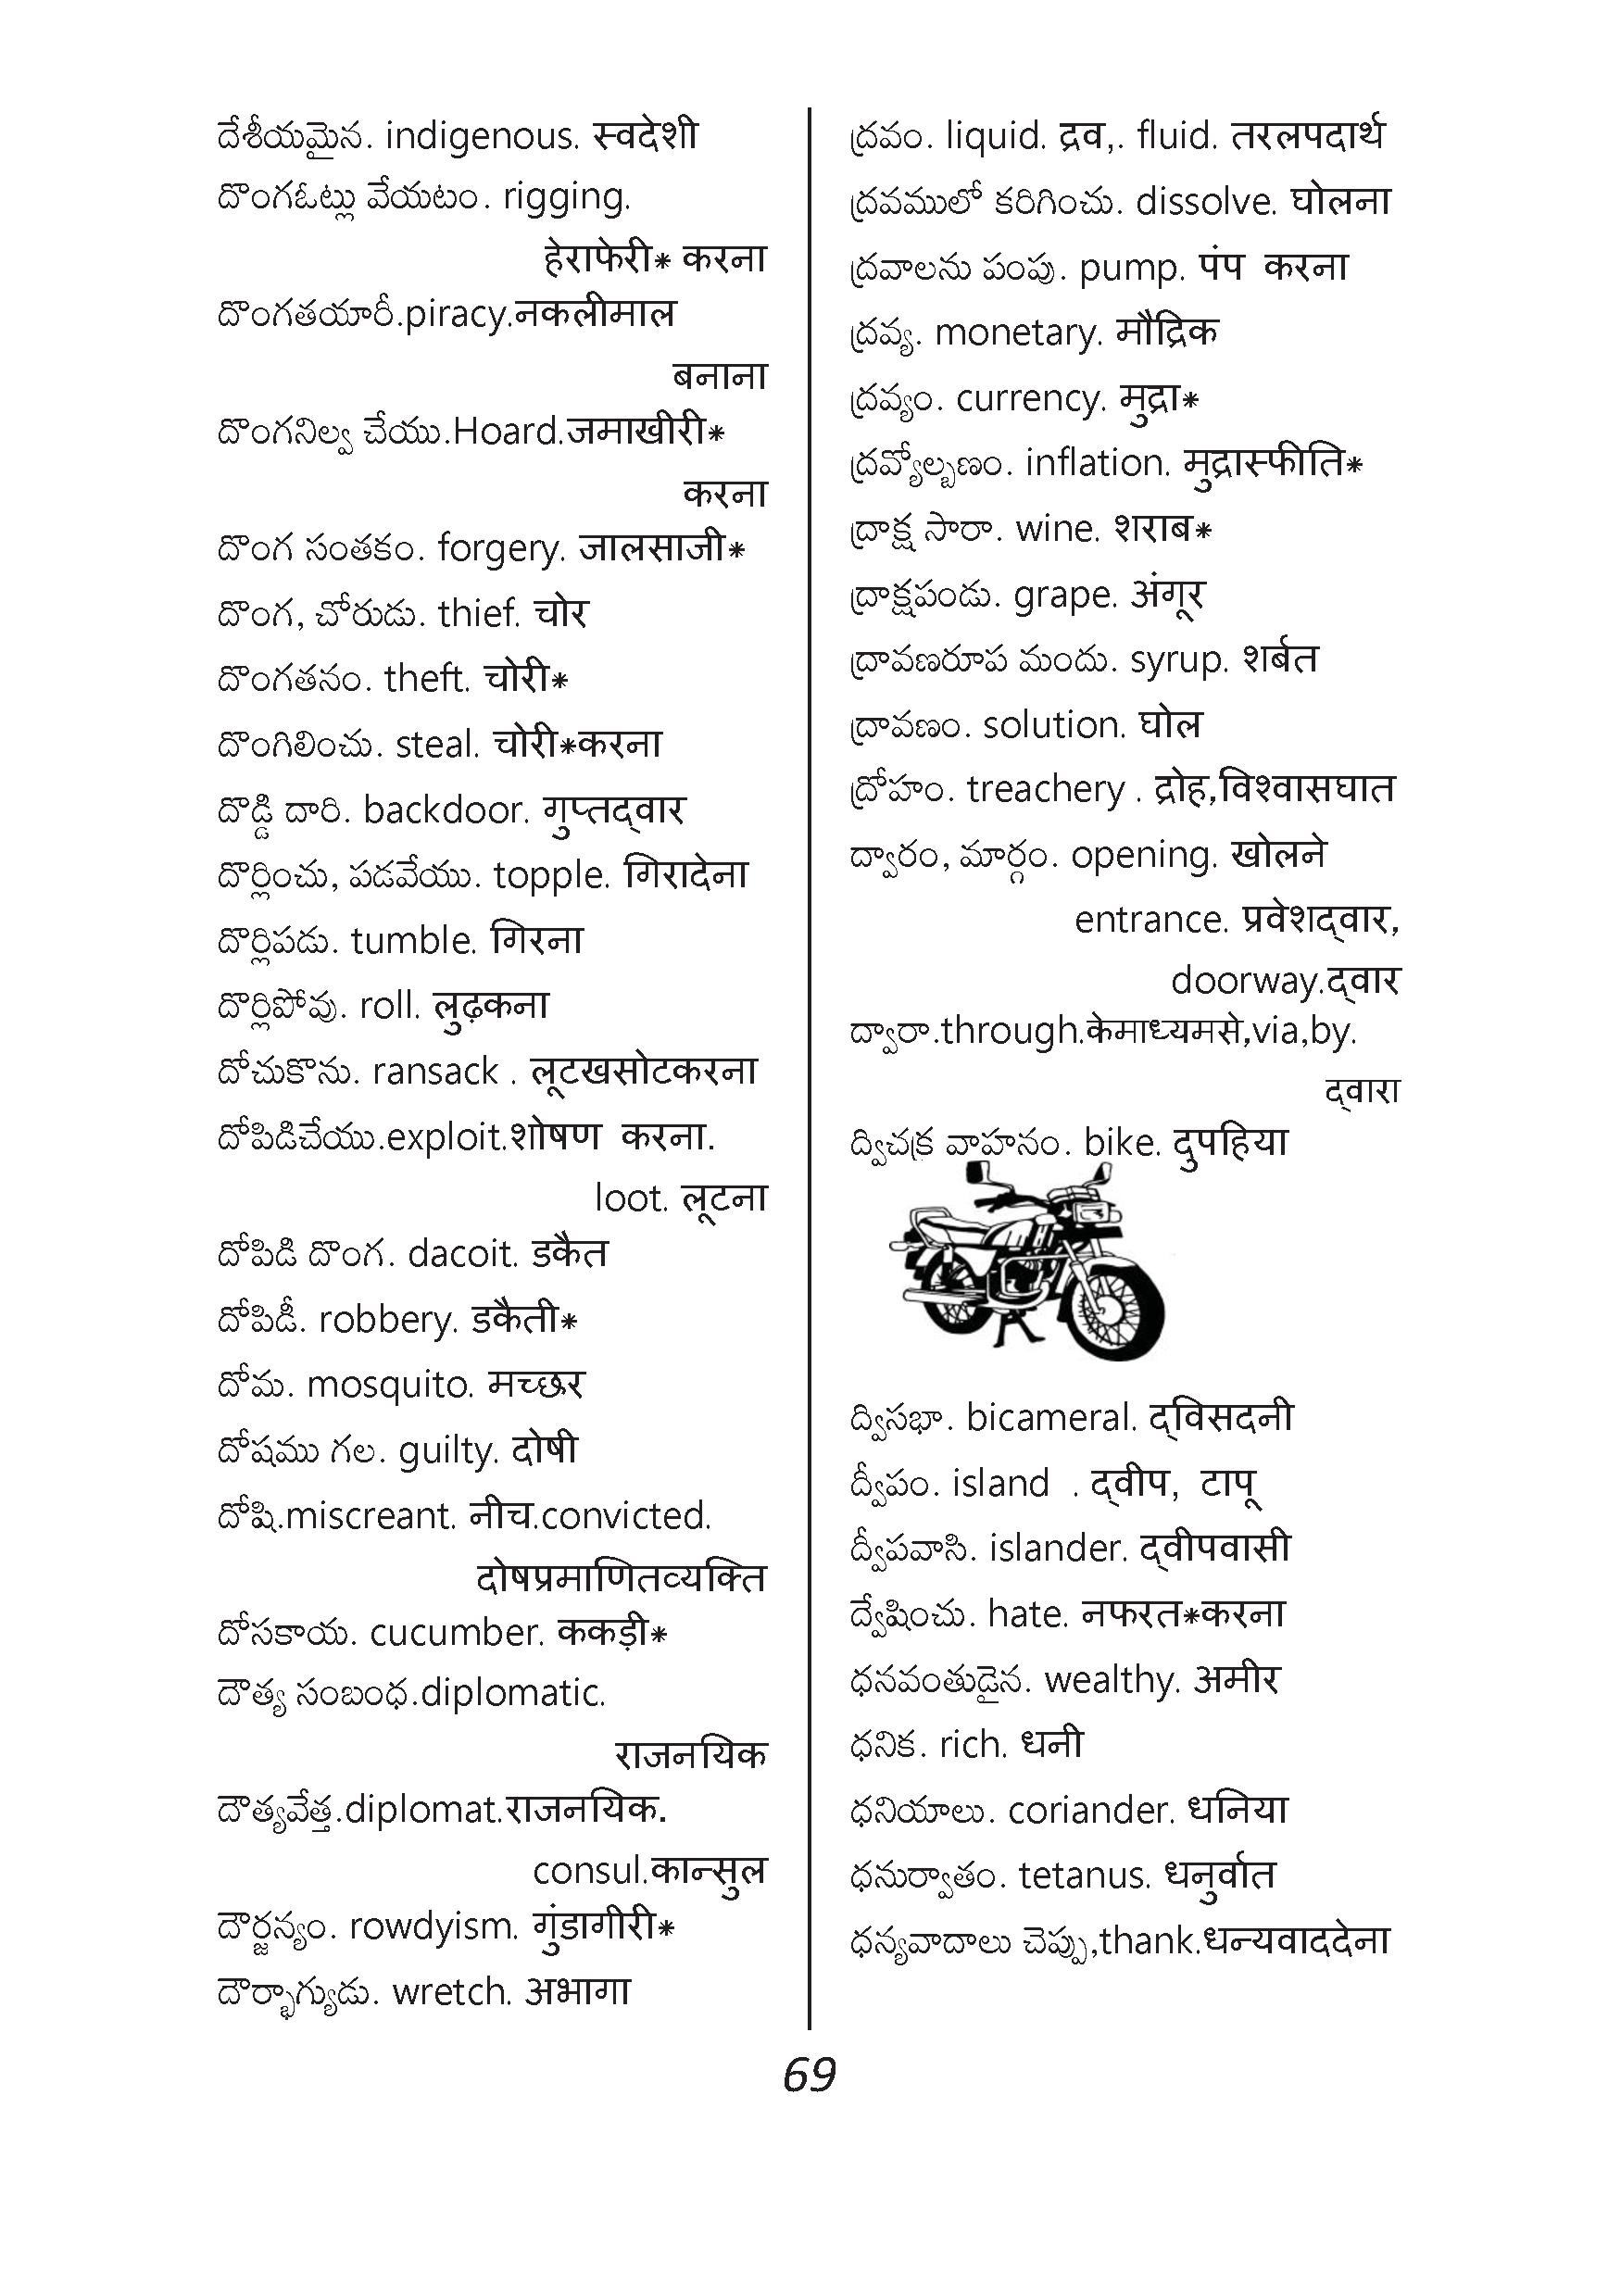 దేశీయమైన. indigenous. स्वदेशी
దొంగఓట్లు వేయటం. rigging.
हेराफेरी* करना
దొంగతయారీ.piracy.नकलीमाल
बनाना
దొంగనిల్వ చేయు.Hoard.जमाखीरी*
करना
దొంగ సంతకం. forgery. जालसाजी*
దొంగ, చోరుడు. thief. चोर
దొంగతనం. theft. चोरी*
దొంగిలించు. steal. चोरी*करना
దొడ్డి దారి. backdoor. गुप्तद्वार
దొర్లించు, పడవేయు. topple. गिरादेना
దొర్లిపడు. tumble. गिरना
దొర్లిపోవు. roll. लुढ़कना
దోచుకొను. ransack . लूटखसोटकरना
దోపిడిచేయు.exploit.शोषण करना.
loot. लूटना
దోపిడి దొంగ. dacoit. डकैत
దోపిడీ. robbery. डकैती*
దోమ. mosquito. मच्छर
దోషము గల. guilty. दोषी
దోషి.miscreant. नीच.convicted.
दोषप्रमाणितव्यक्ति
దోసకాయ. cucumber. ककड़ी*
దౌత్య సంబంధ.diplomatic.
राजनयिक
దౌత్యవేత్త.diplomat.राजनयिक.
consul.कान्सुल
దౌర్జన్యం. rowdyism. गुंडागीरी*
దౌర్భాగ్యుడు. wretch. अभागा
ద్రవం. liquid. द्रव,. fluid. तरलपदार्थ
ద్రవములో కరిగించు. dissolve. घोलना
ద్రవాలను పంపు. pump. पंप करना
ద్రవ్య. monetary. मौद्रिक
ద్రవ్యం. currency. मुद्रा*
ద్రవ్యోల్బణం. inflation. मुद्रास्फीति*
ద్రాక్ష సారా. wine. शराब*
ద్రాక్షపండు. grape. अंगूर
ద్రావణరూప మందు. syrup. शर्बत
ద్రావణం. solution. घोल
ద్రోహం. treachery . द्रोह,विश्वासघात
ద్వారం, మార్గం. opening. खोलने
entrance. प्रवेशद्वार,
doorway.द्वार
ద్వారా.through.केमाध्यमसे,via,by.
द्वारा
ద్విచక్ర వాహనం. bike. दुपहिया
ద్విసభా. bicameral. द्विसदनी
ద్వీపం. island . द्वीप, टापू
ద్వీపవాసి. islander. द्वीपवासी
ద్వేషించు. hate. नफरत*करना
ధనవంతుడైన. wealthy. अमीर
ధనిక. rich. धनी
ధనియాలు. coriander. धनिया
ధనుర్వాతం. tetanus. धनुर्वात
ధన్యవాదాలు చెప్పు,thank.धन्यवाददेना
69